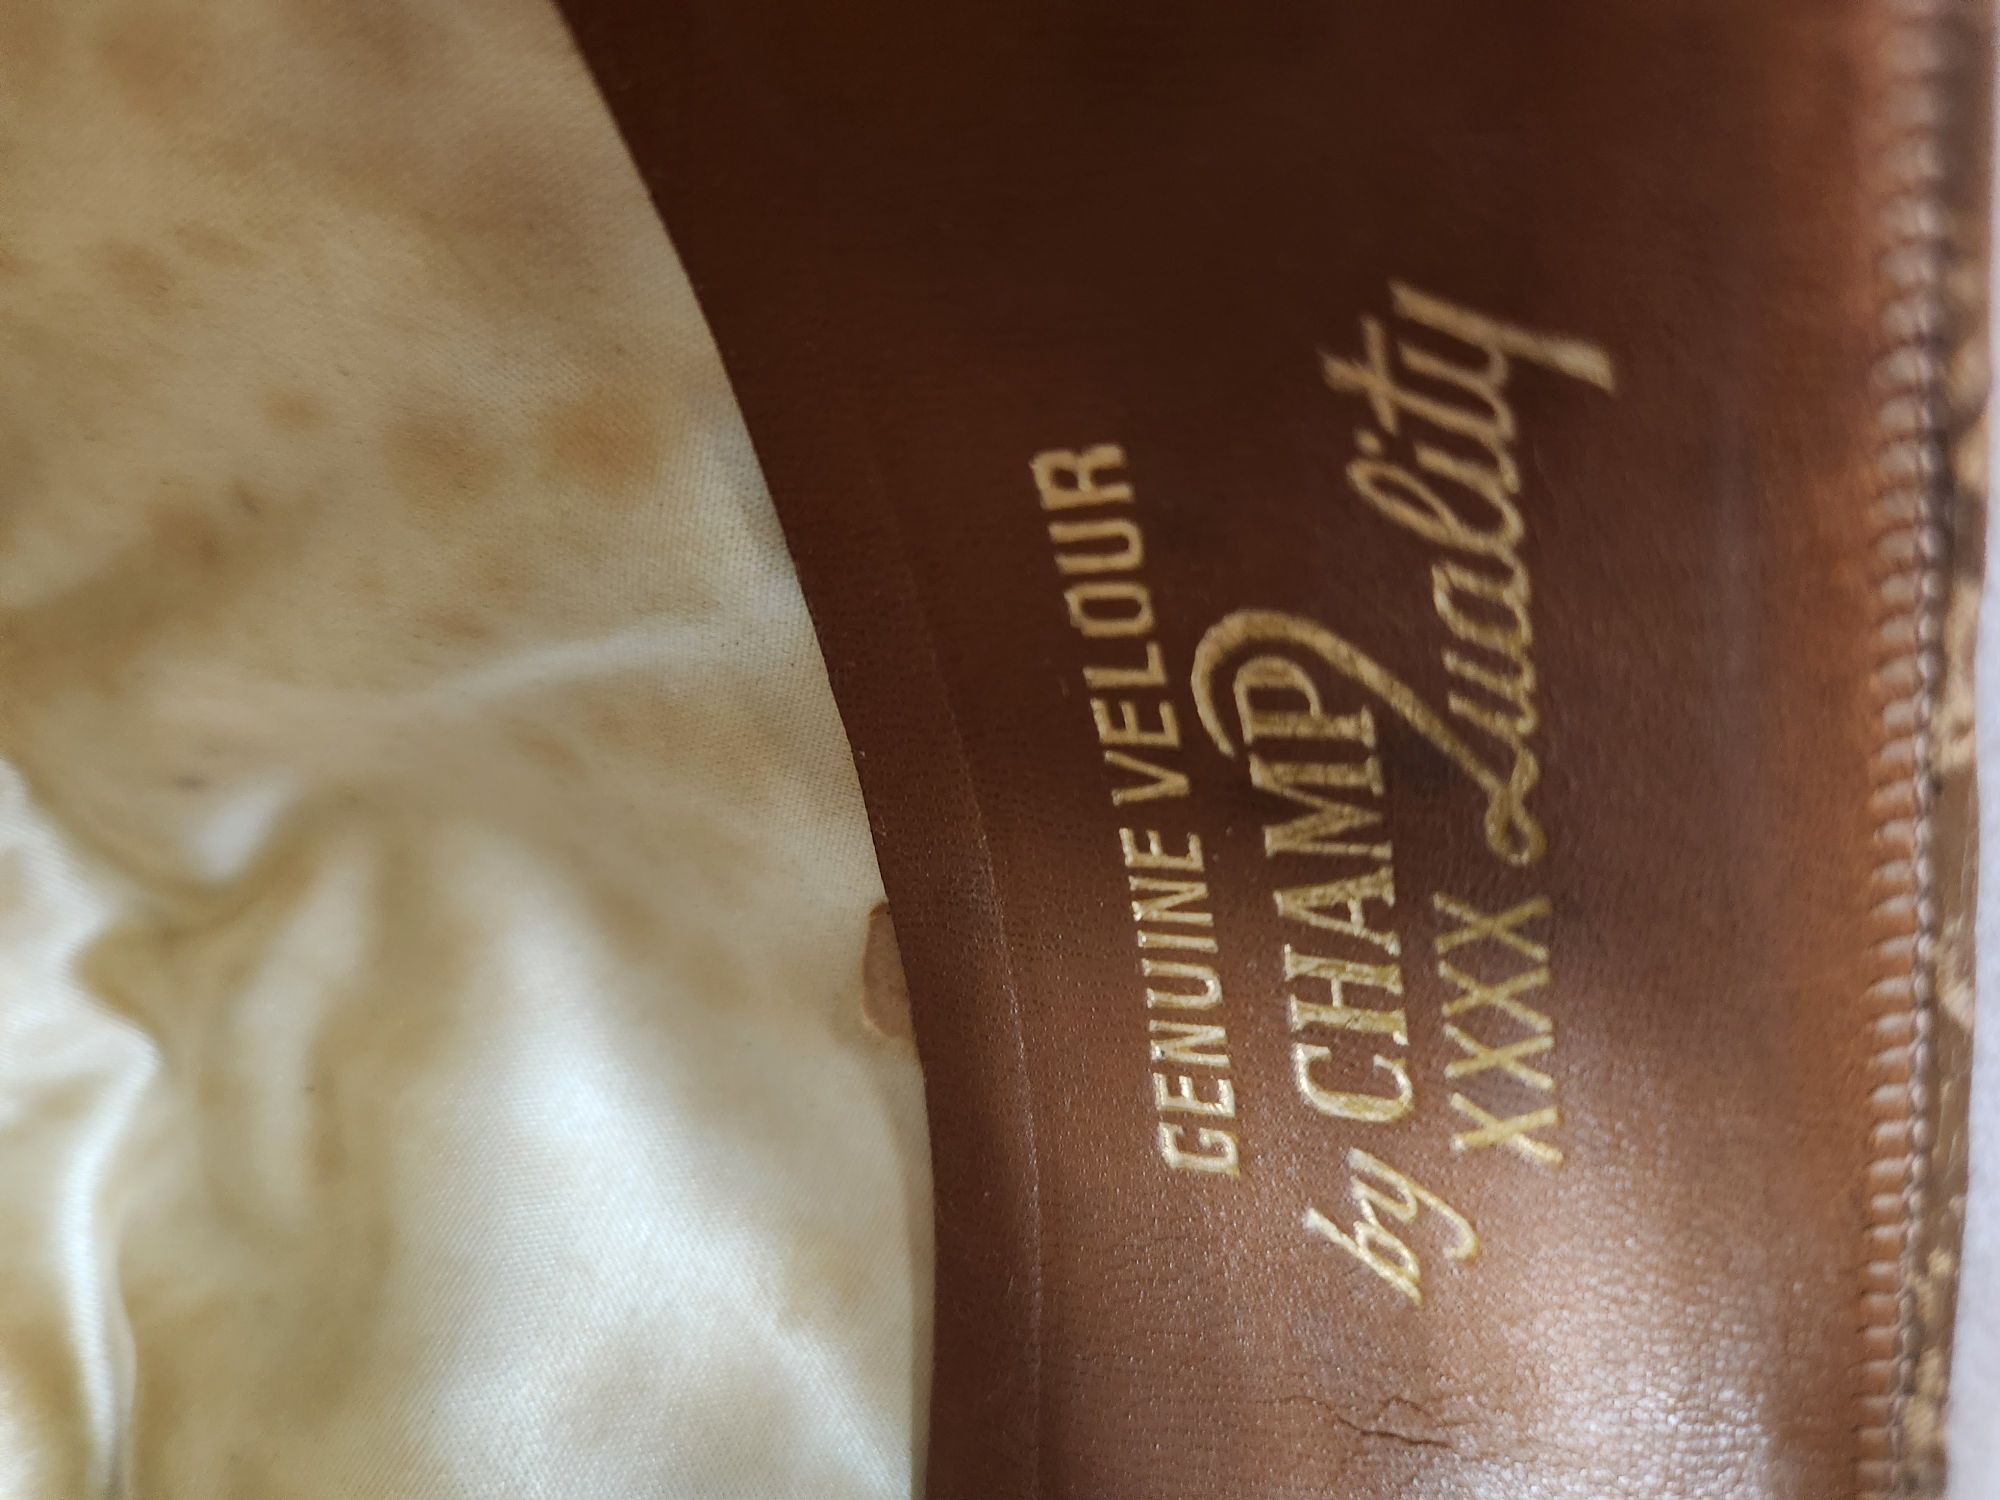 GENUINE VELOUR
by CHAMP
XXXX Quality